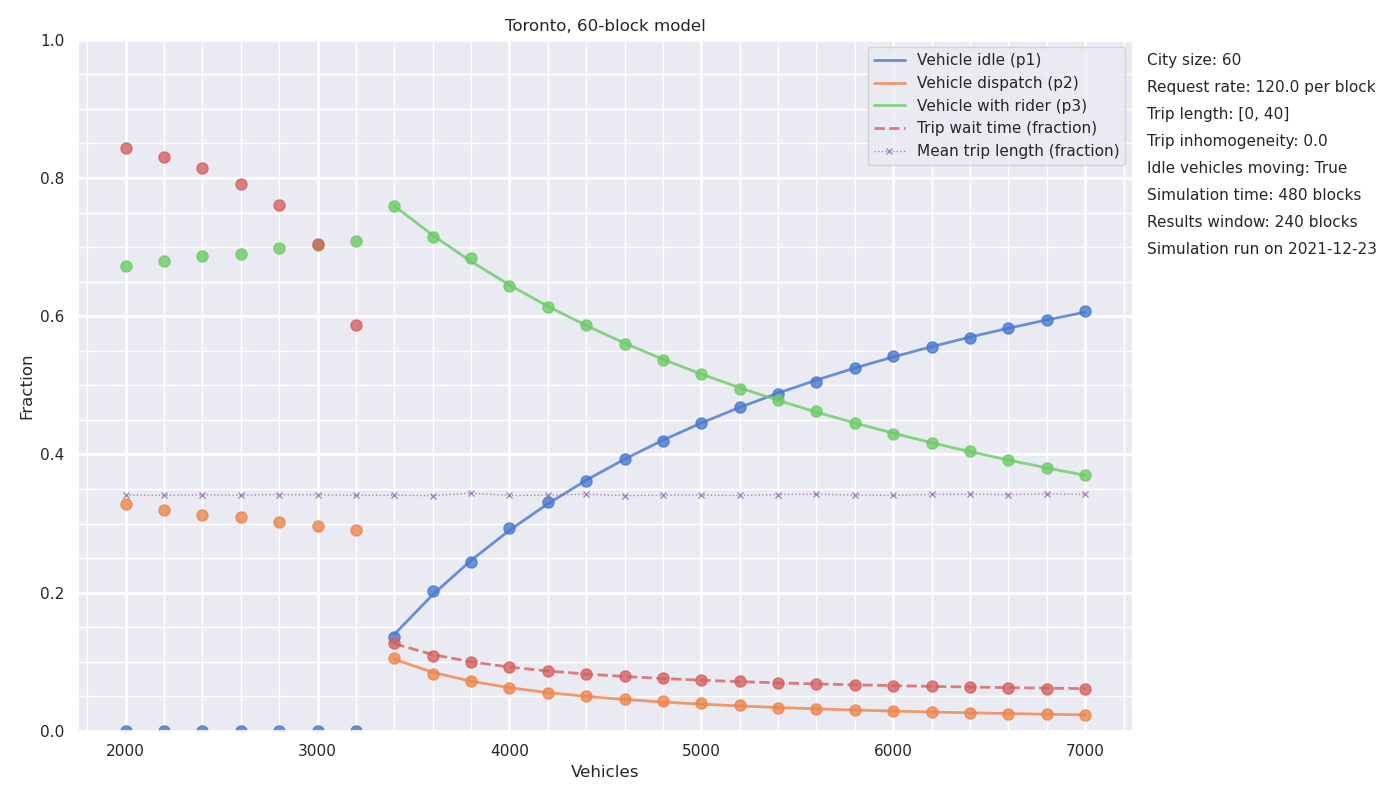 Toronto, 60-block model
1.0
0.8
0.6
0.4
0.2
0.0
Fraction
Vehicle idle (p1)
Vehicle dispatch (p2)
Vehicle with rider (p3)
Trip wait time (fraction)
Mean trip length (fraction)
City size: 60
Request rate: 120.0 per block
Trip length: [0, 40]
Trip inhomogeneity: 0.0
Idle vehicles moving: True
Simulation time: 480 blocks
Results window: 240 blocks
Simulation run on 2021-12-23
2000 3000 4000 5000 6000 7000
Vehicles